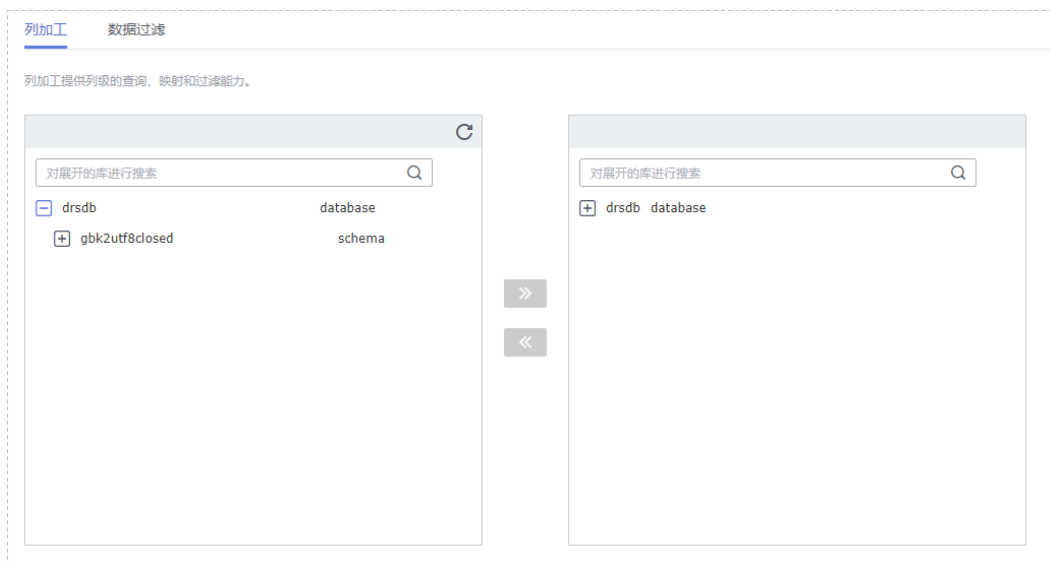 列加工 数据过滤
列加工提供列级的查询、映射和过滤能力。
对展开的库进行搜索 对展开的库进行搜索
drsdb database drsdb database
gbk2utf8closed schema